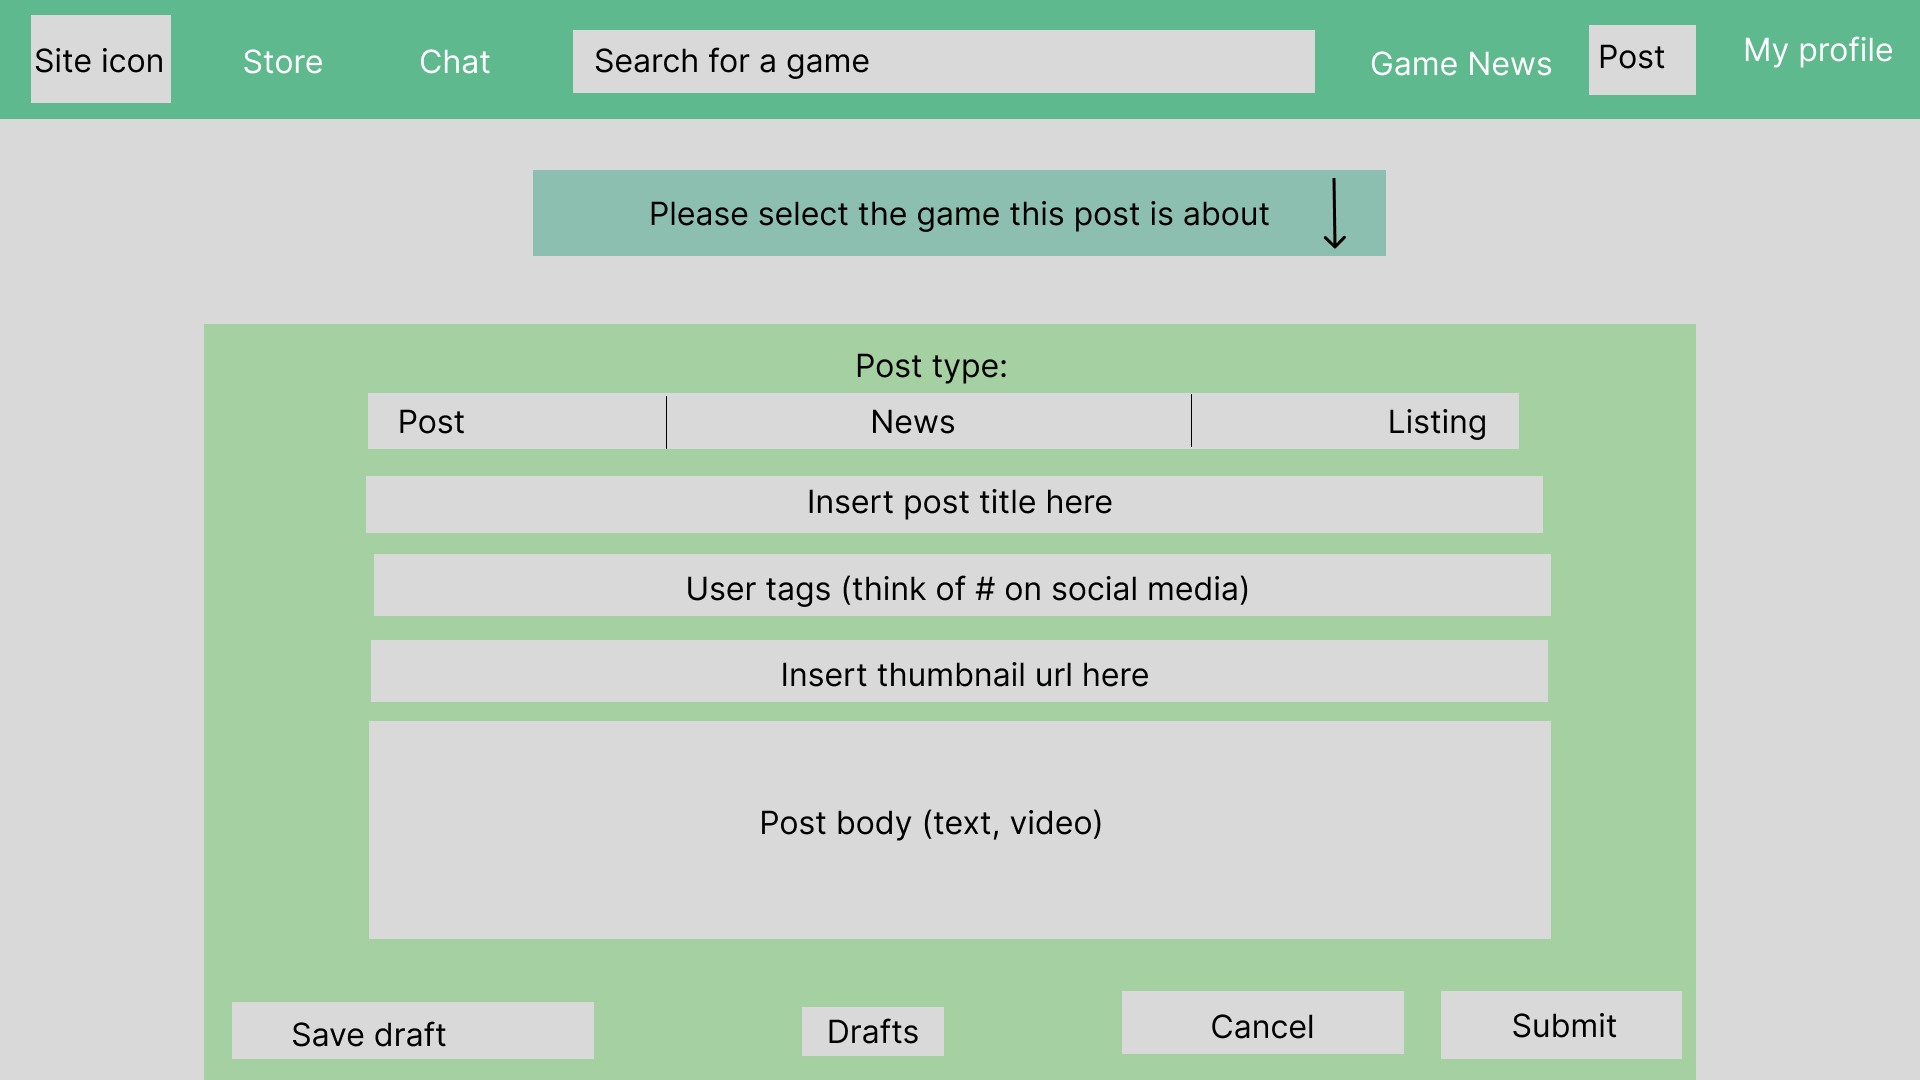 Site icon
Store
Chat
Search for a game
Game News
Post
My profile
Please select the game this post is about
Post type:
Post
News
Listing
Insert post title here
User tags (think of # on social media)
Insert thumbnail url here
Post body (text, video)
Save draft
Drafts
Cancel
Submit